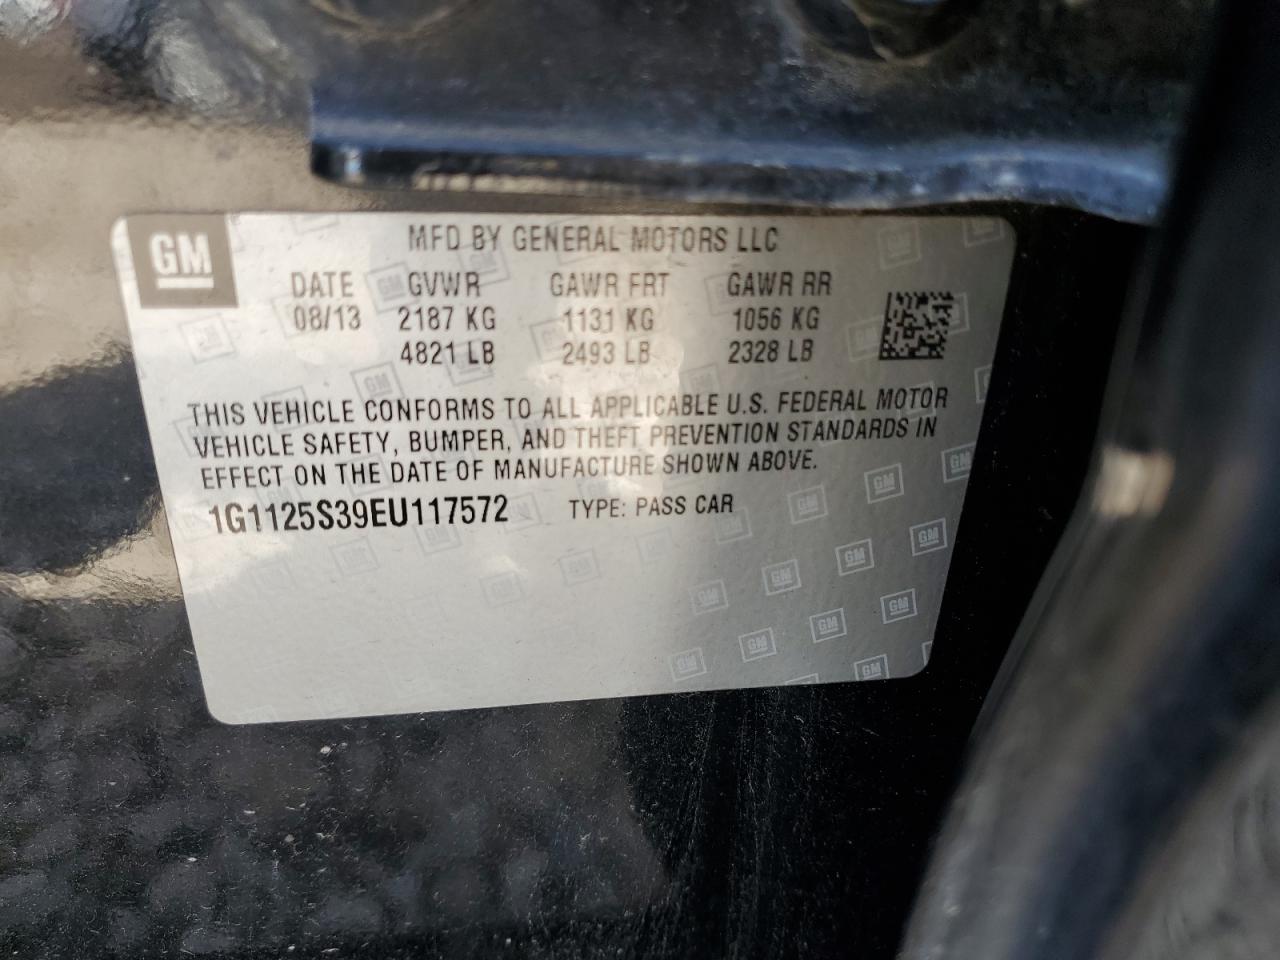 GM
MFD BY GENERAL MOTORS LLC
DATE GVWR GAWR FRT GAWR RR
08/13 2187 KG 1131 KG 1056 KG
4821 LB 2493 LB 2328 LB
THIS VEHICLE CONFORMS TO ALL APPLICABLE U.S. FEDERAL MOTOR
VEHICLE SAFETY, BUMPER, AND THEFT PREVENTION STANDARDS IN
EFFECT ON THE DATE OF MANUFACTURE SHOWN ABOVE.
1G1125S39EU117572 TYPE: PASS CAR